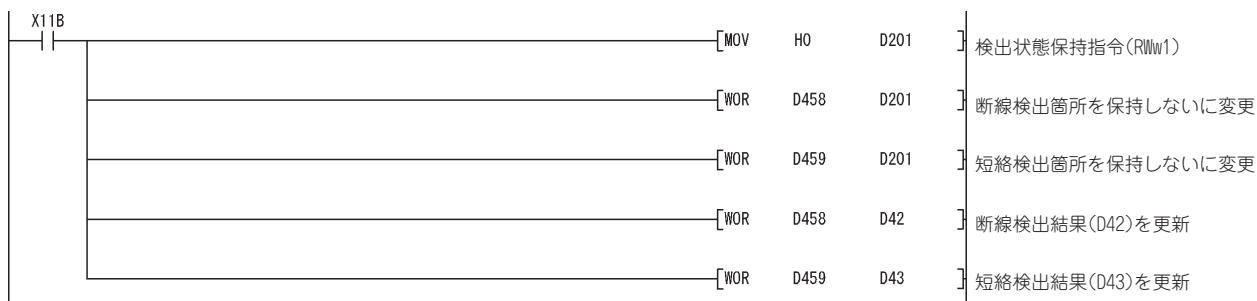 X11B
MOV H0 D201 検出状態保持指令(RWw1)
WOR D458 D201 断線検出箇所を保持しないに変更
WOR D459 D201 短絡検出箇所を保持しないに変更
WOR D458 D42 断線検出結果(D42)を更新
WOR D459 D43 短絡検出結果(D43)を更新